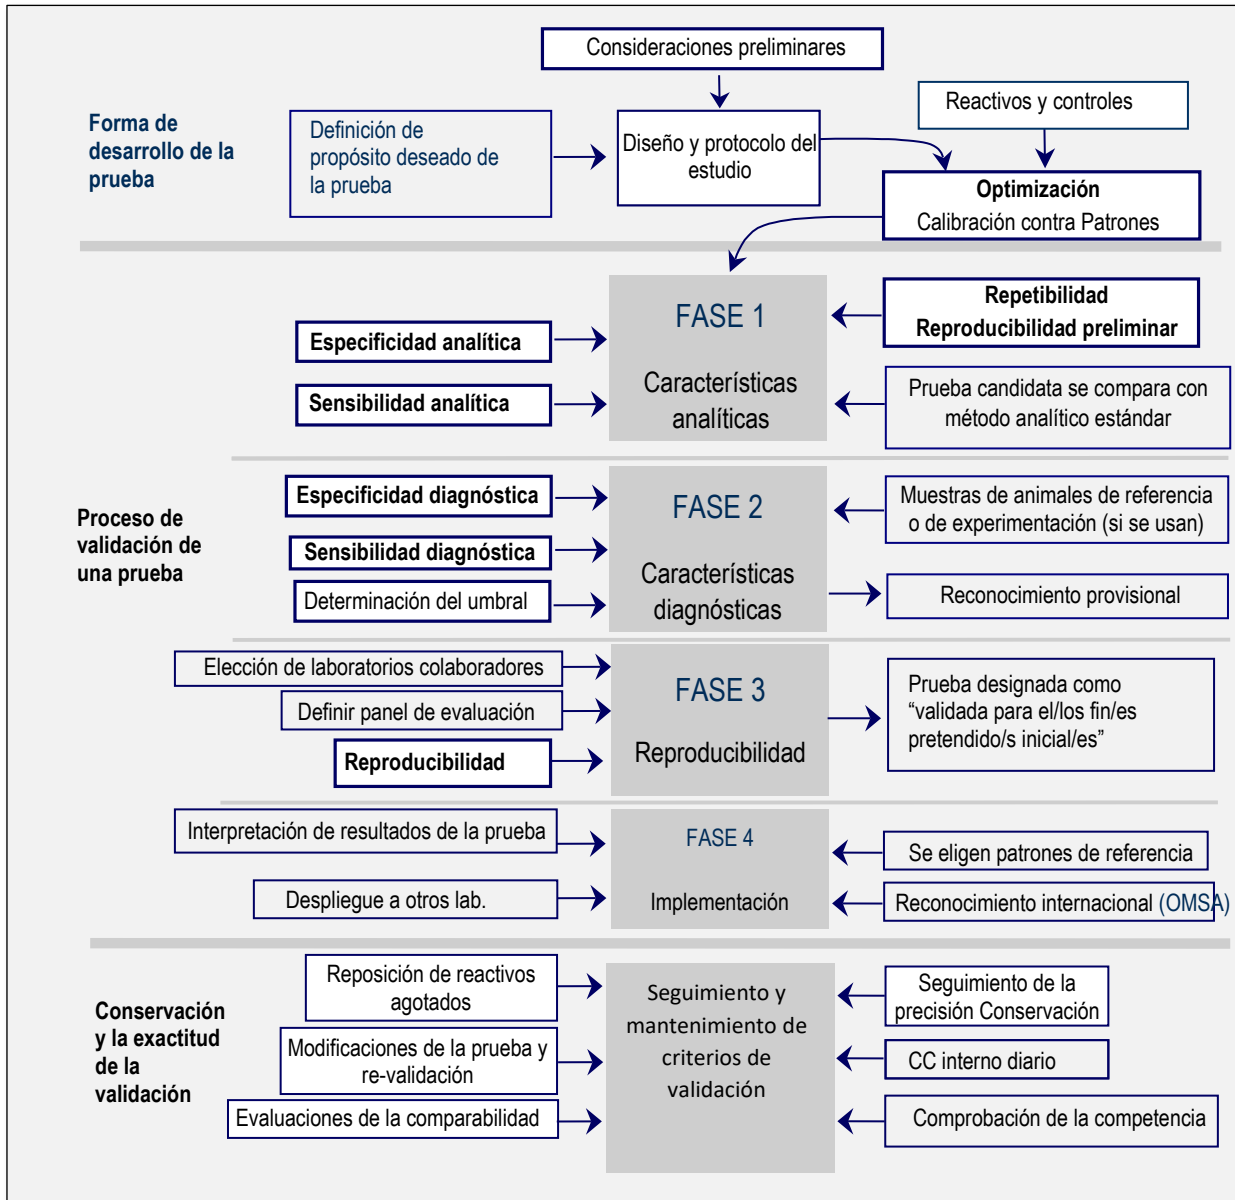 Consideraciones preliminares
Reactivos y controles
Forma de
desarrollo de la
prueba
Definición de
propósito deseado de
la prueba
Diseño y protocolo del
estudio
Optimización
Calibración contra Patrones
FASE 1
Características
analíticas
Repetibilidad
Reproducibilidad preliminar
Especificidad analítica
Sensibilidad analítica
Prueba candidata se compara con
método analítico estándar
Proceso de
validación de
una prueba
Especificidad diagnóstica
Sensibilidad diagnóstica
Determinación del umbral
FASE 2
Características
diagnósticas
Muestras de animales de referencia
o de experimentación (si se usan)
Reconocimiento provisional
Elección de laboratorios colaboradores
Definir panel de evaluación
Reproducibilidad
FASE 3
Reproducibilidad
Prueba designada como
“validada para el/los fin/es
pretendido/s inicial/es”
Interpretación de resultados de la prueba
Despliegue a otros lab.
FASE 4
Implementación
Se eligen patrones de referencia
Reconocimiento internacional (OMSA)
Conservación
y la exactitud
de la
validación
Reposición de reactivos
agotados
Modificaciones de la prueba y
re-validación
Evaluaciones de la comparabilidad
Seguimiento y
mantenimiento de
criterios de
validación
Seguimiento de la
precisión Conservación
CC interno diario
Comprobación de la competencia